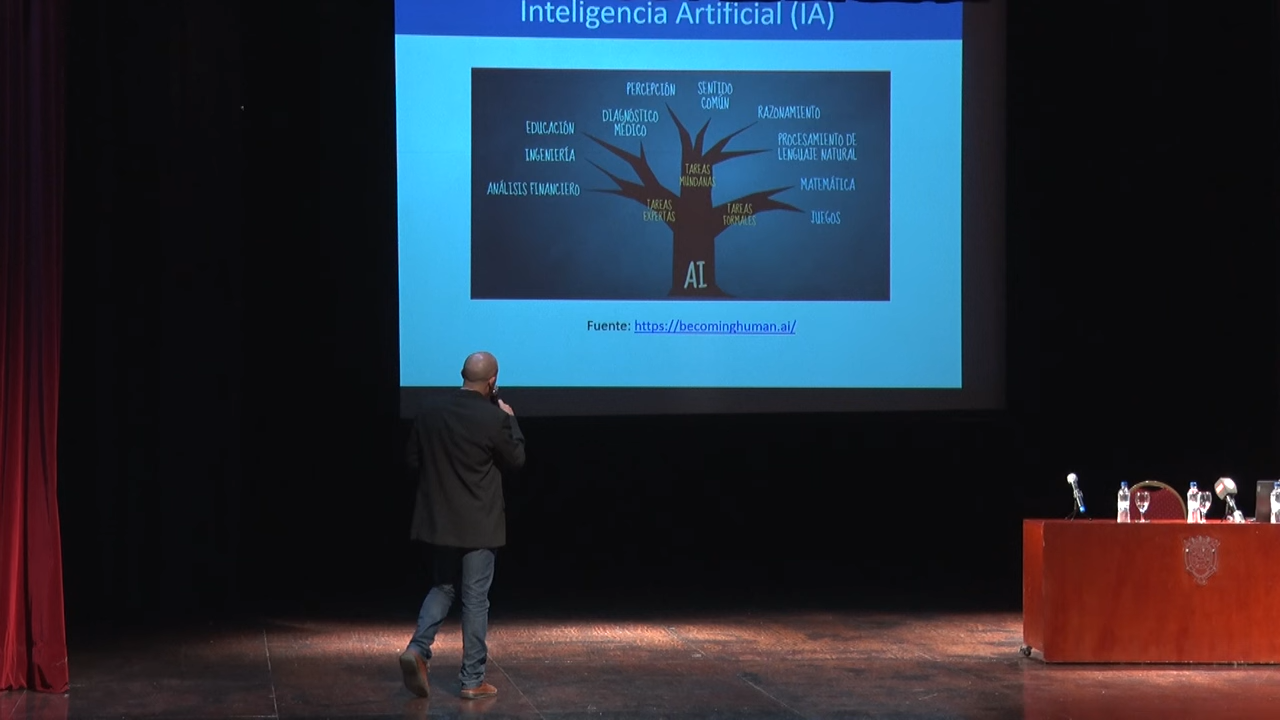 Inteligencia Artificial (IA)
PERCEPCIÓN
SENTIDO
COMÚN
RAZONAMIENTO
DIAGNÓSTICO
MÉDICO
EDUCACIÓN
PROCESAMIENTO DE
LENGUAJE NATURAL
INGENIERÍA
TAREAS
MUNDANAS
ANÁLISIS FINANCIERO
MATEMÁTICA
TAREAS
EXPERTAS
TAREAS
FORMALES
JUEGOS
AI
Fuente: https://becominghuman.ai/